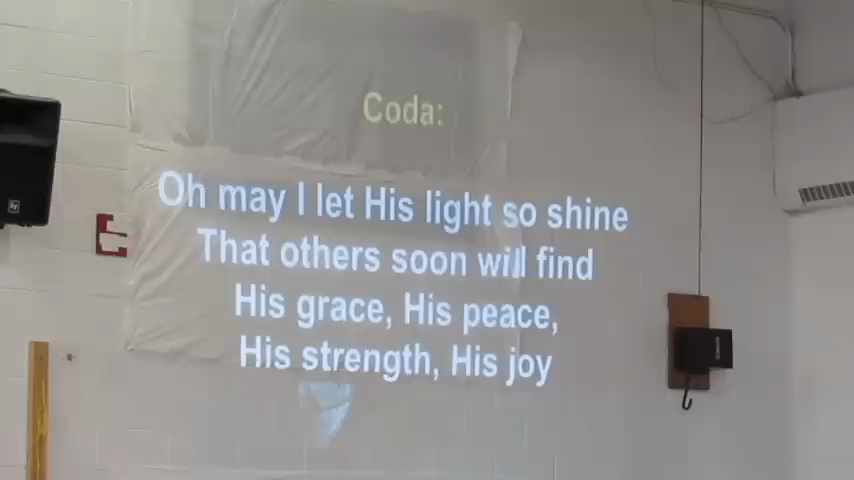 Coda:
Oh may I let His light so shine
That others soon will find
His grace, His peace,
His strength, His joy